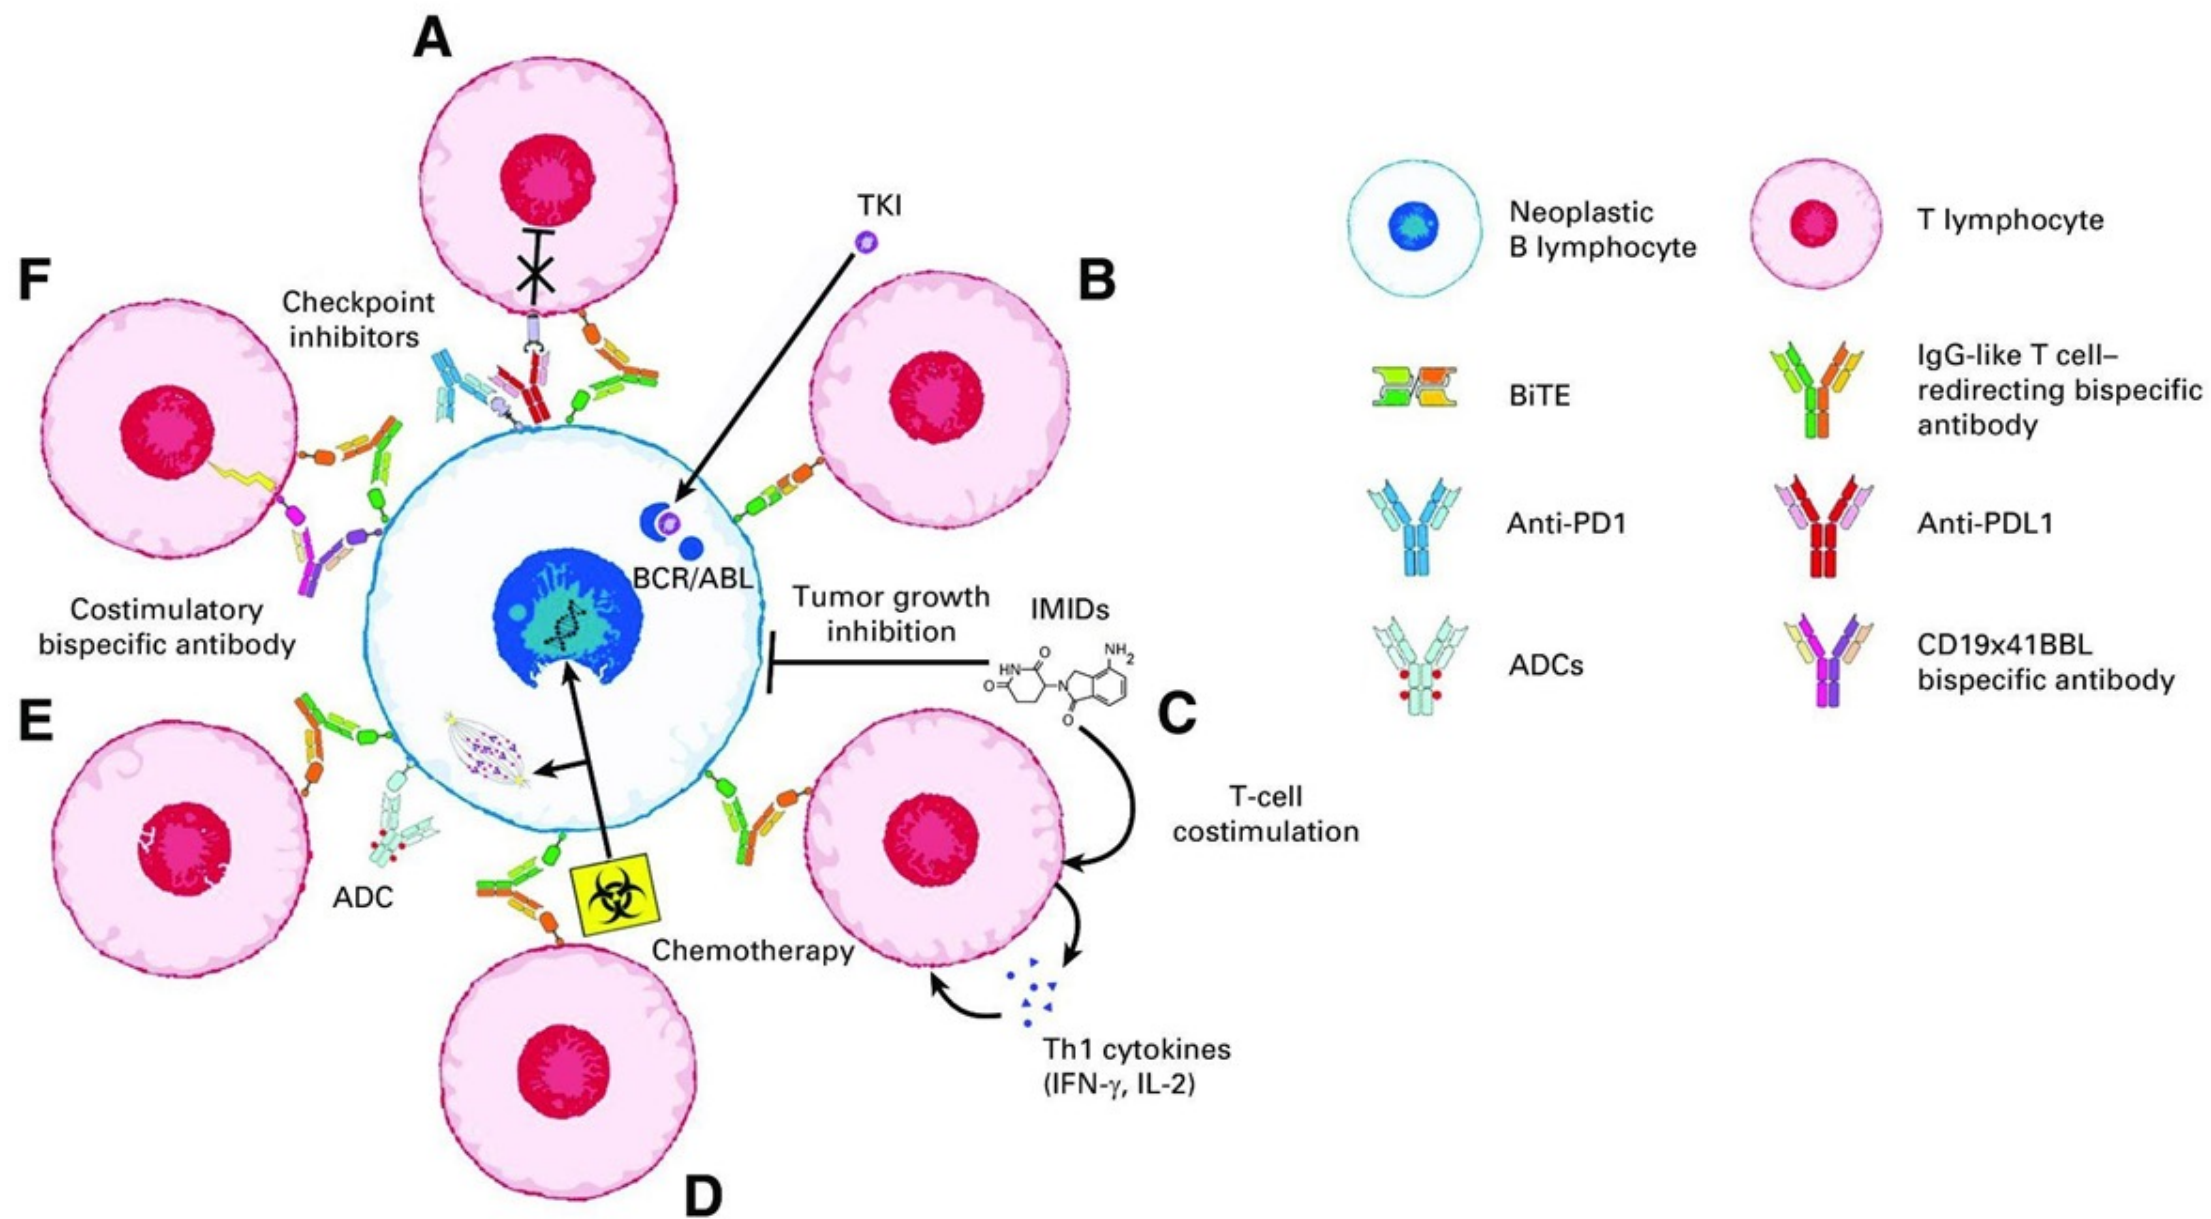 A
TKI
B
F
Checkpoint
inhibitors
BCR/ABL
Tumor growth
inhibition
IMIDs
NH2
HN
O
O
N
O
Costimulatory
bispecific antibody
C
E
T-cell
costimulation
ADC
Chemotherapy
Th1 cytokines
(IFN-γ, IL-2)
D
Neoplastic
B lymphocyte
T lymphocyte
BiTE
IgG-like T cell–
redirecting bispecific
antibody
Anti-PD1
Anti-PDL1
ADCs
CD19x41BBL
bispecific antibody